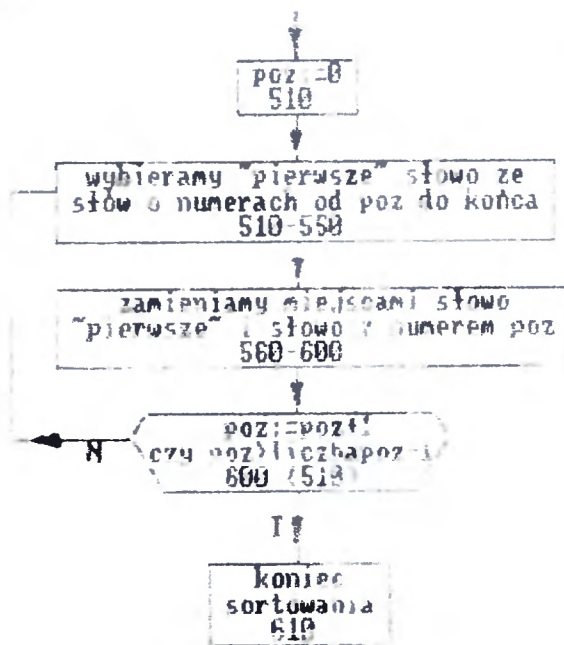 poz:=0
510
wybieramy "pierwsze" słowo ze
słów o numerach od poz do końca
510-550
zamieniamy miejscami słowo
"pierwsze" i słowo z numerem poz
560-600
poz:=poz+1
czy poz>liczbapoz-1
600 (510)
N
T
koniec
sortowania
610